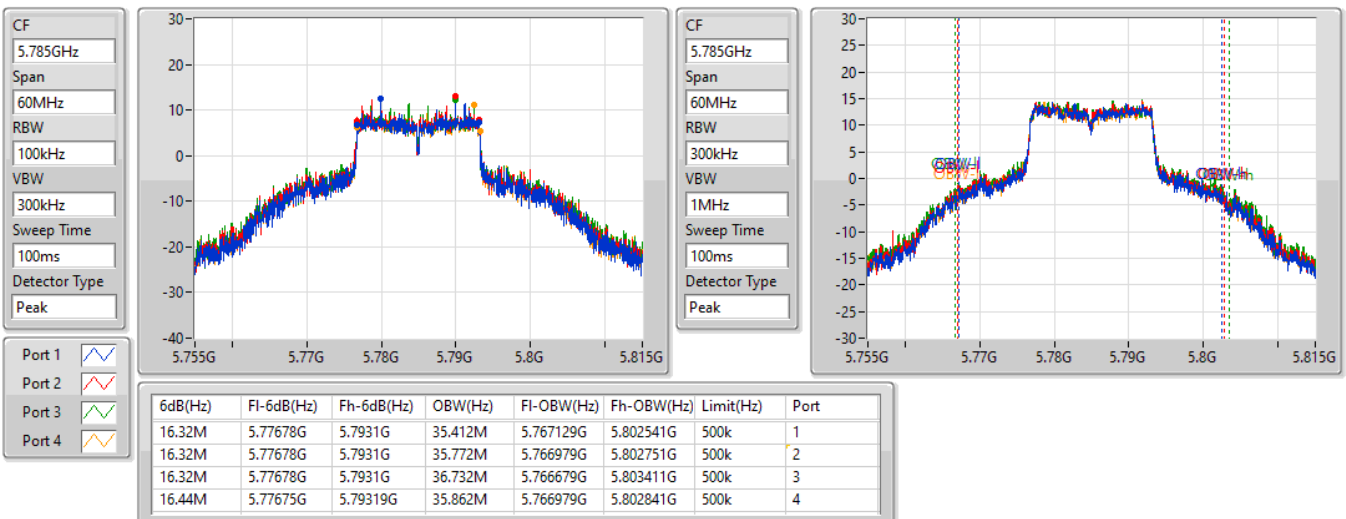 CF
5.785GHz
Span
60MHz
RBW
100kHz
VBW
300kHz
Sweep Time
100ms
Detector Type
Peak
30
20
10
0
-10
-20
-30
-40
5.755G 5.77G 5.78G 5.79G 5.8G 5.815G
CF
5.785GHz
Span
60MHz
RBW
300kHz
VBW
1MHz
Sweep Time
100ms
Detector Type
Peak
30
25
20
15
10
5
0
-5
-10
-15
-20
-25
-30
5.755G 5.77G 5.78G 5.79G 5.8G 5.815G
Port 1
Port 2
Port 3
Port 4
6dB(Hz) Fl-6dB(Hz) Fh-6dB(Hz) OBW(Hz) Fl-OBW(Hz) Fh-OBW(Hz) Limit(Hz) Port
16.32M 5.77678G 5.7931G 35.412M 5.767129G 5.802541G 500k 1
16.32M 5.77678G 5.7931G 35.772M 5.766979G 5.802751G 500k 2
16.32M 5.77678G 5.7931G 36.732M 5.766679G 5.803411G 500k 3
16.44M 5.77675G 5.79319G 35.862M 5.766979G 5.802841G 500k 4